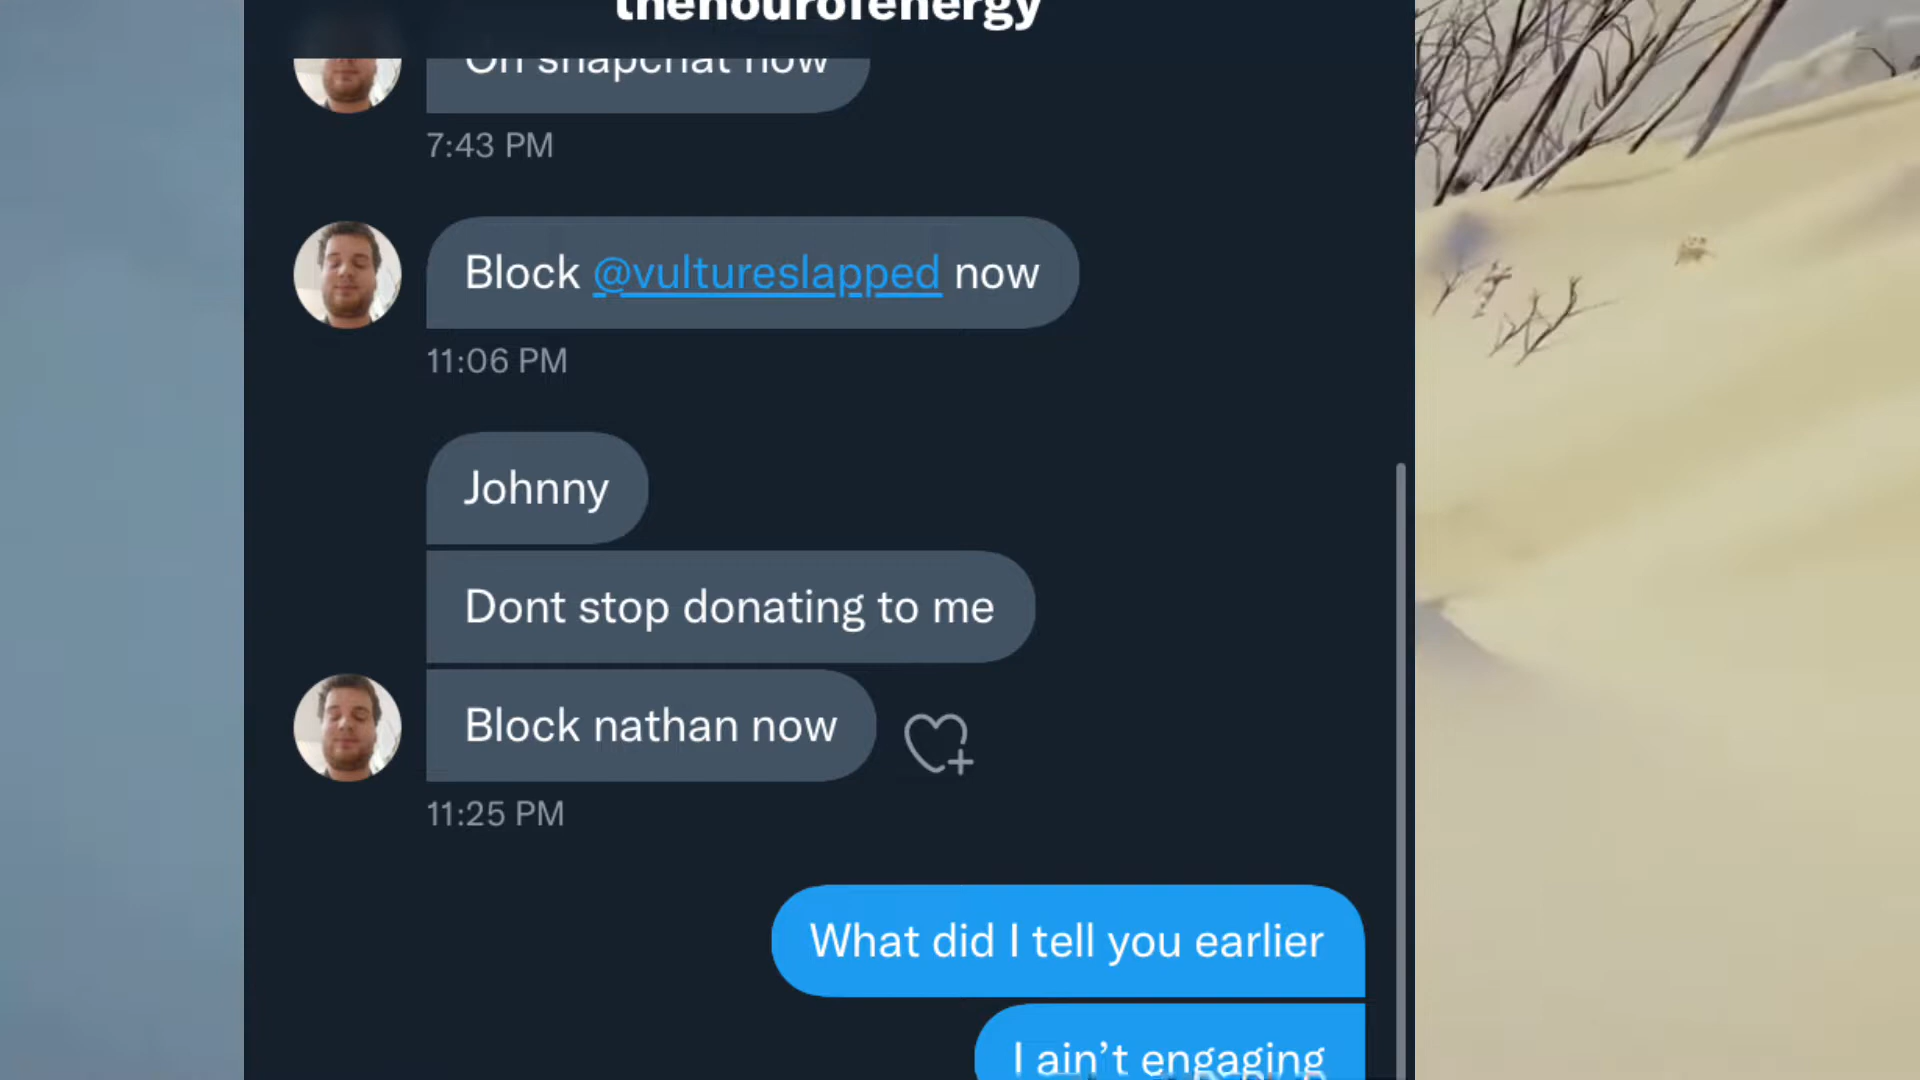 thehourofenergy
On snapchat now
7:43 PM
Block @vultureslapped now
11:06 PM
Johnny
Dont stop donating to me
Block nathan now
11:25 PM
What did I tell you earlier
I ain’t engaging